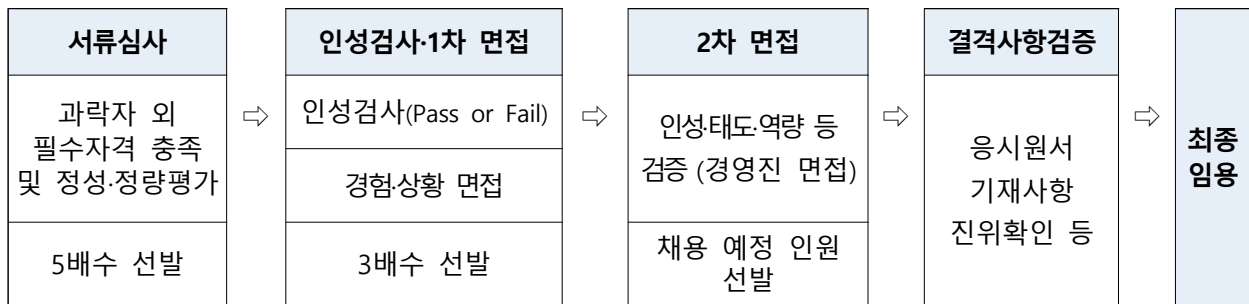 서류심사
과락자 외
필수자격 충족
및 정성·정량평가
5배수 선발
⇨
인성검사·1차 면접
인성검사(Pass or Fail)
경험·상황 면접
3배수 선발
⇨
2차 면접
인성·태도·역량 등
검증 (경영진 면접)
채용 예정 인원
선발
⇨
결격사항검증
응시원서
기재사항
진위확인 등
⇨
최종
임용